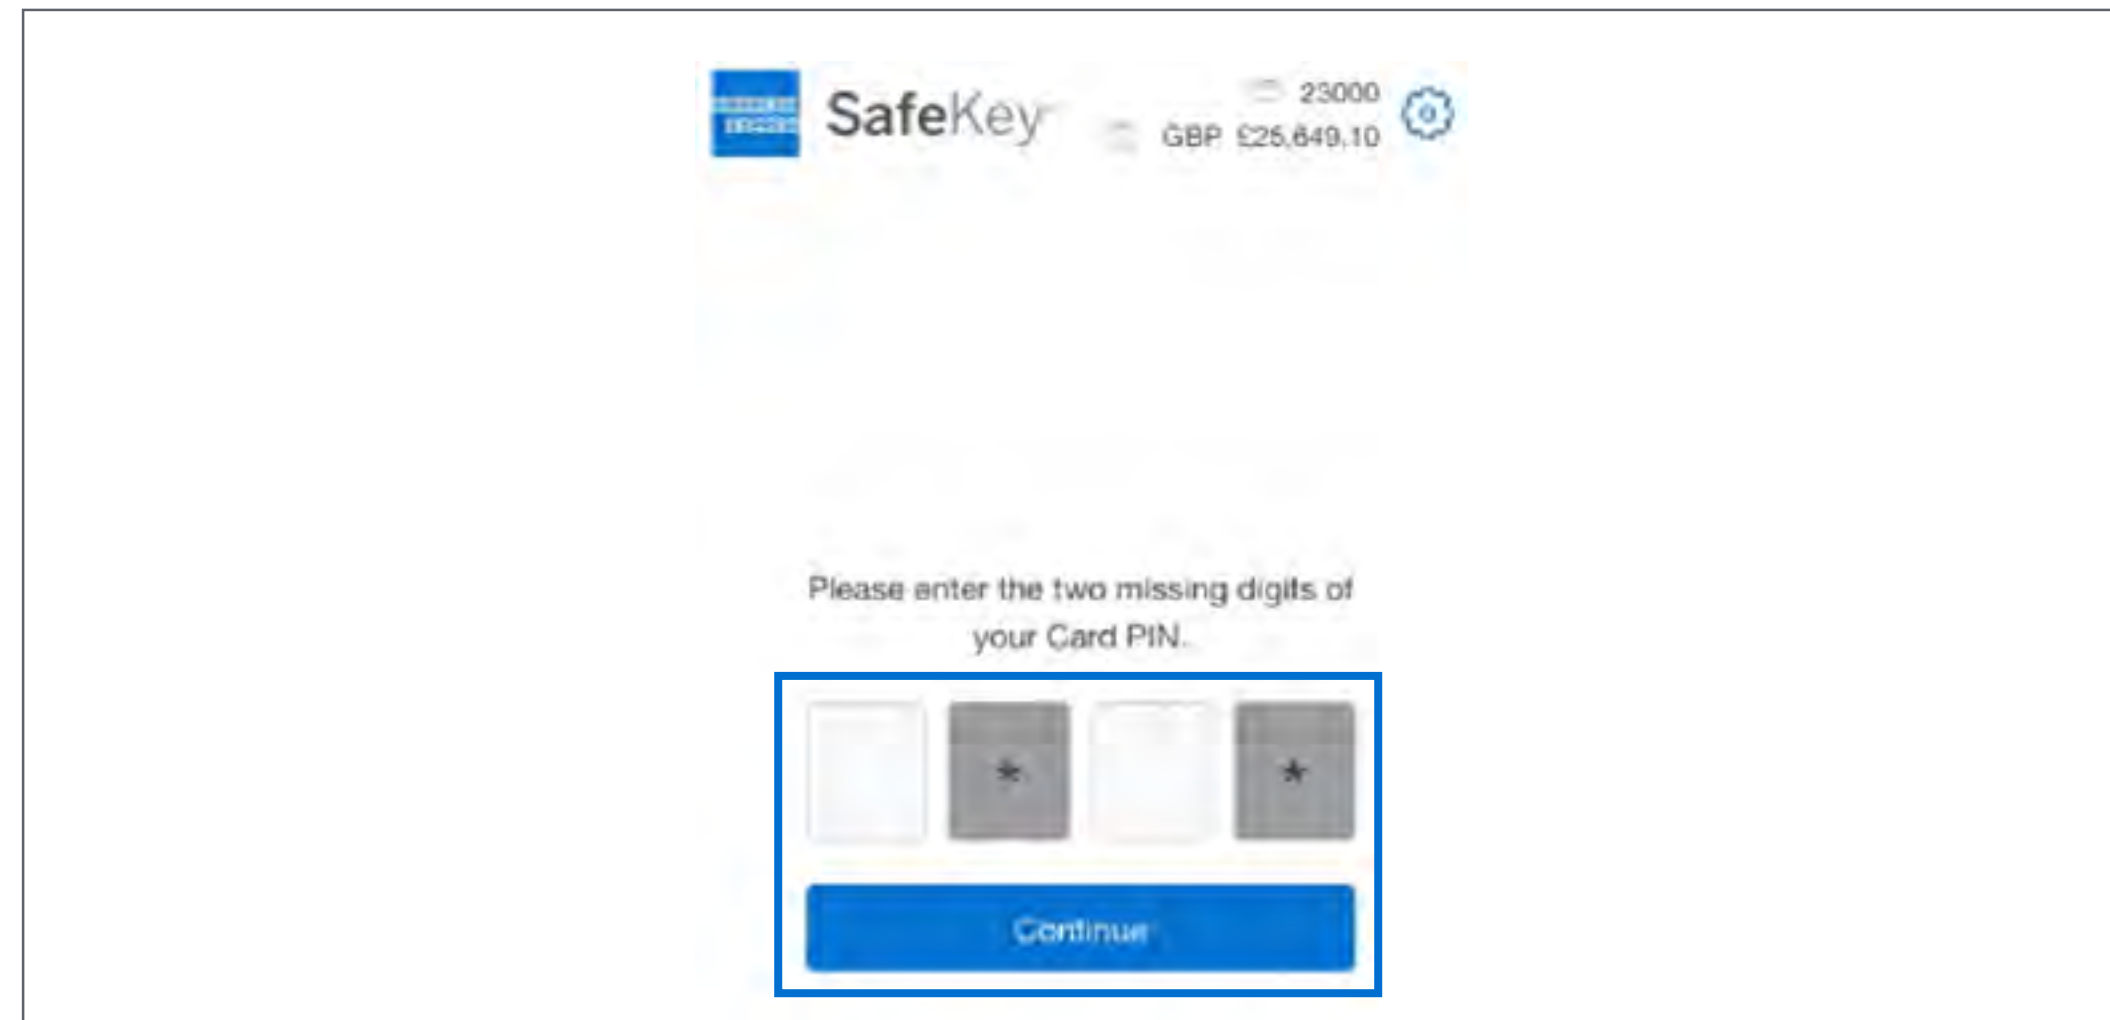 SafeKey
23000
GBP £25,649.10
Please enter the two missing digits of
your Card PIN.
* *
Continue